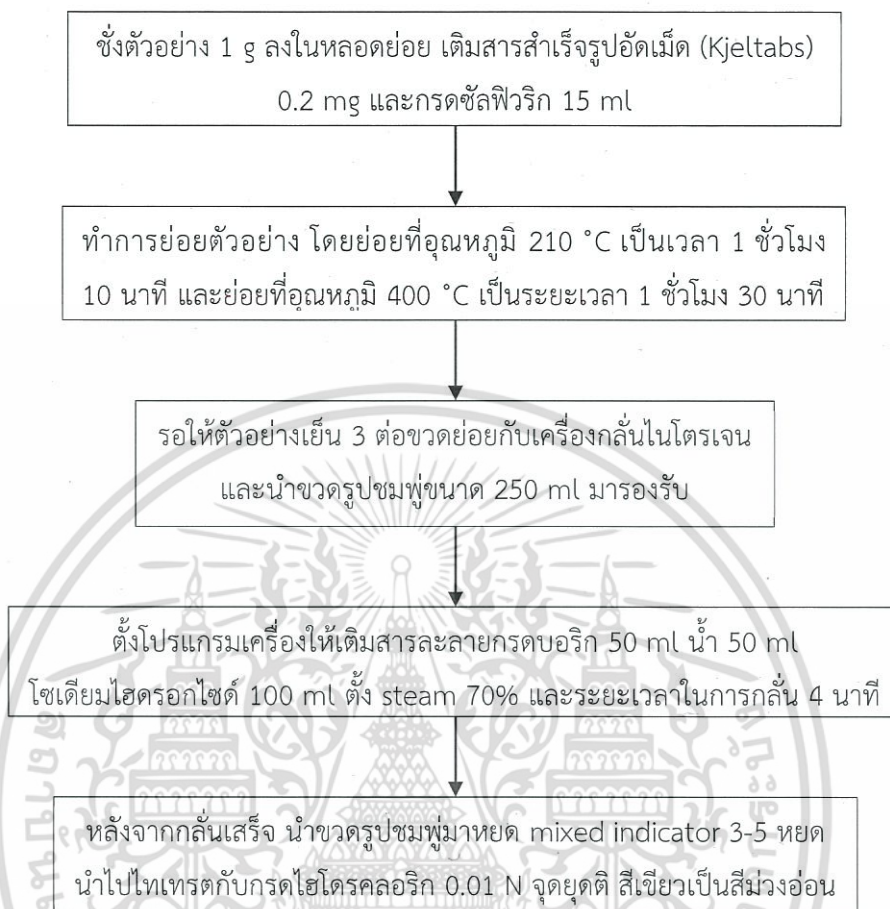 ชั่งตัวอย่าง 1 g ลงในหลอดย่อย เติมสารสำเร็จรูปอัดเม็ด (Kjeltabs)
0.2 mg และกรดซัลฟิวริก 15 ml
ทำการย่อยตัวอย่าง โดยย่อยที่อุณหภูมิ 210 °C เป็นเวลา 1 ชั่วโมง
10 นาที และย่อยที่อุณหภูมิ 400 °C เป็นระยะเวลา 1 ชั่วโมง 30 นาที
รอให้ตัวอย่างเย็น 3 ต่อขวดย่อยกับเครื่องกลั่นไนโตรเจน
และนำขวดรูปชมพู่ขนาด 250 ml มารองรับ
ตั้งโปรแกรมเครื่องให้เติมสารละลายกรดบอริก 50 ml น้ำ 50 ml
โซเดียมไฮดรอกไซด์ 100 ml ตั้ง steam 70% และระยะเวลาในการกลั่น 4 นาที
หลังจากกลั่นเสร็จ นำขวดรูปชมพู่มาหยด mixed indicator 3-5 หยด
นำไปไทเทรตกับกรดไฮโดรคลอริก 0.01 N จุดยุดติ สีเขียวเป็นสีม่วงอ่อน